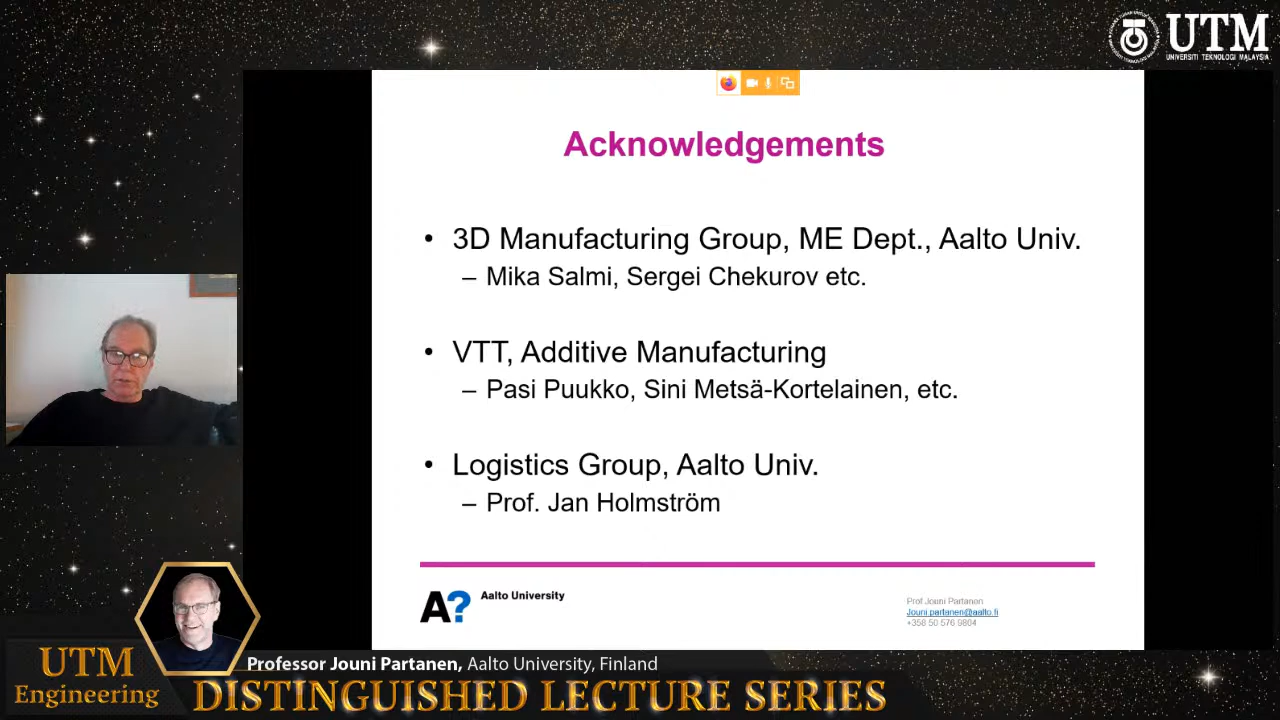 UTM
UNIVERSITI TEKNOLOGI MALAYSIA
Acknowledgements
• 3D Manufacturing Group, ME Dept., Aalto Univ.
– Mika Salmi, Sergei Chekurov etc.
• VTT, Additive Manufacturing
– Pasi Puukko, Sini Metsä-Kortelainen, etc.
• Logistics Group, Aalto Univ.
– Prof. Jan Holmström
A?
Aalto University
Prof Jouni Partanen
Jouni.partanen@aalto.fi
+358 50 576 9804
UTM
Engineering
Professor Jouni Partanen, Aalto University, Finland
DISTINGUISHED LECTURE SERIES